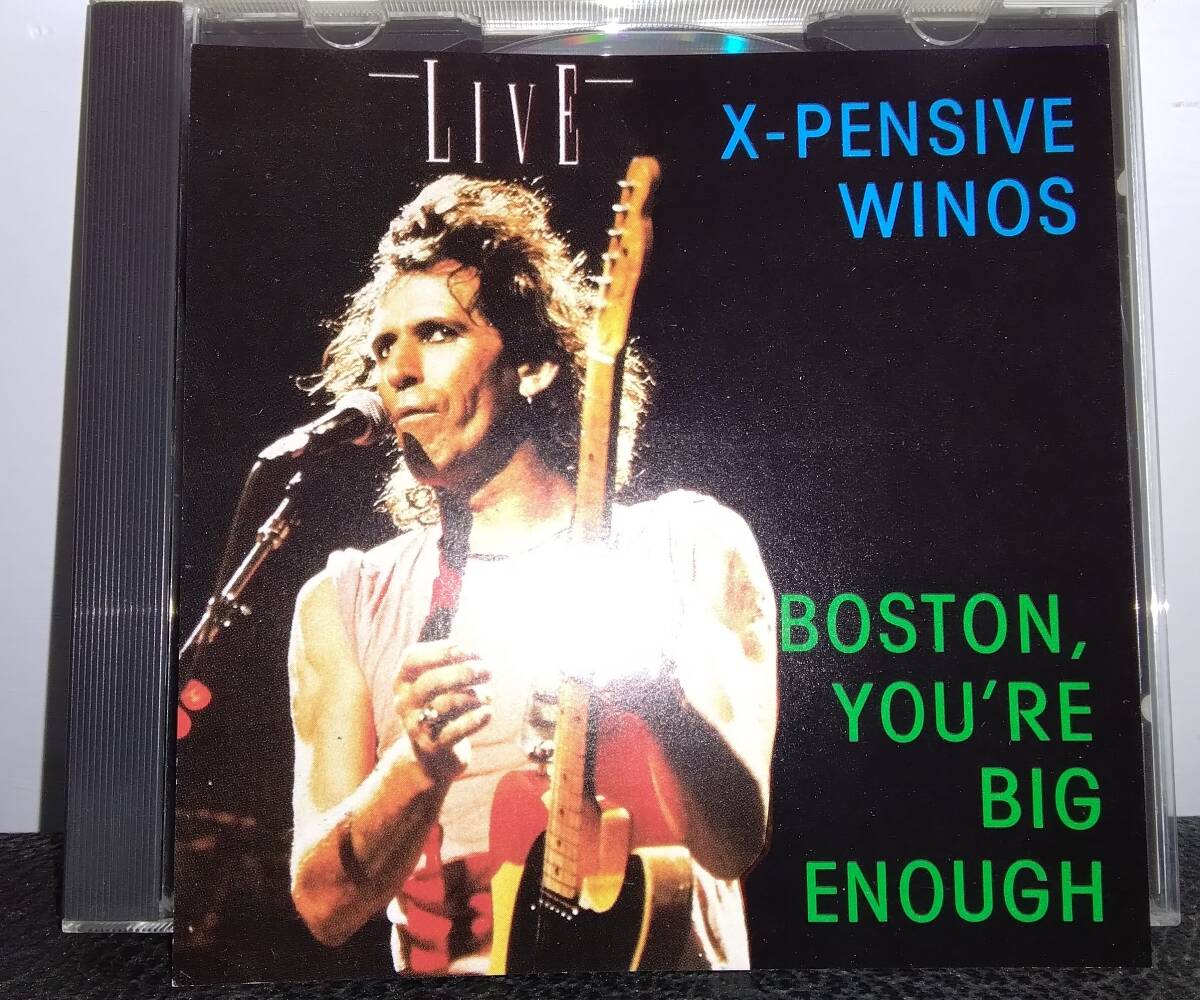 LIVE
X-PENSIVE
WINOS
BOSTON,
YOU'RE
BIG
ENOUGH